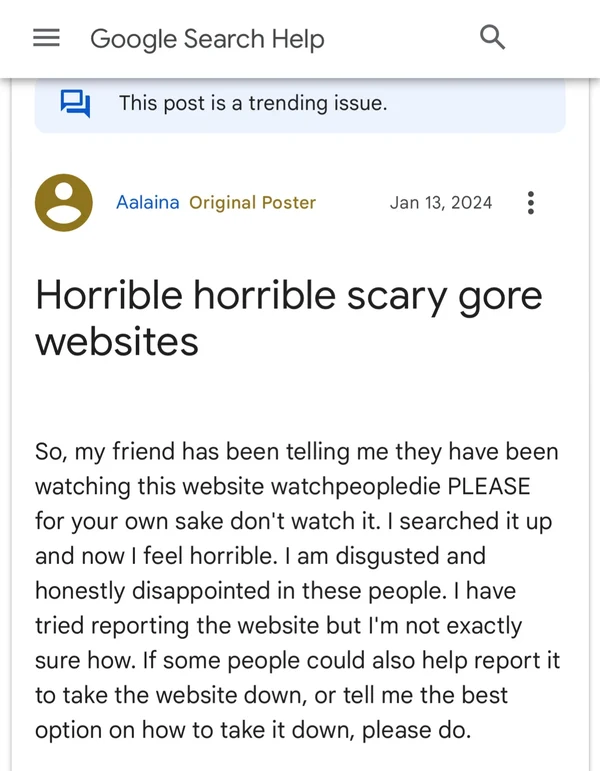 Google Search Help
This post is a trending issue.
Aalaina Original Poster Jan 13, 2024
Horrible horrible scary gore
websites
So, my friend has been telling me they have been
watching this website watchpeopledie PLEASE
for your own sake don't watch it. I searched it up
and now I feel horrible. I am disgusted and
honestly disappointed in these people. I have
tried reporting the website but I'm not exactly
sure how. If some people could also help report it
to take the website down, or tell me the best
option on how to take it down, please do.